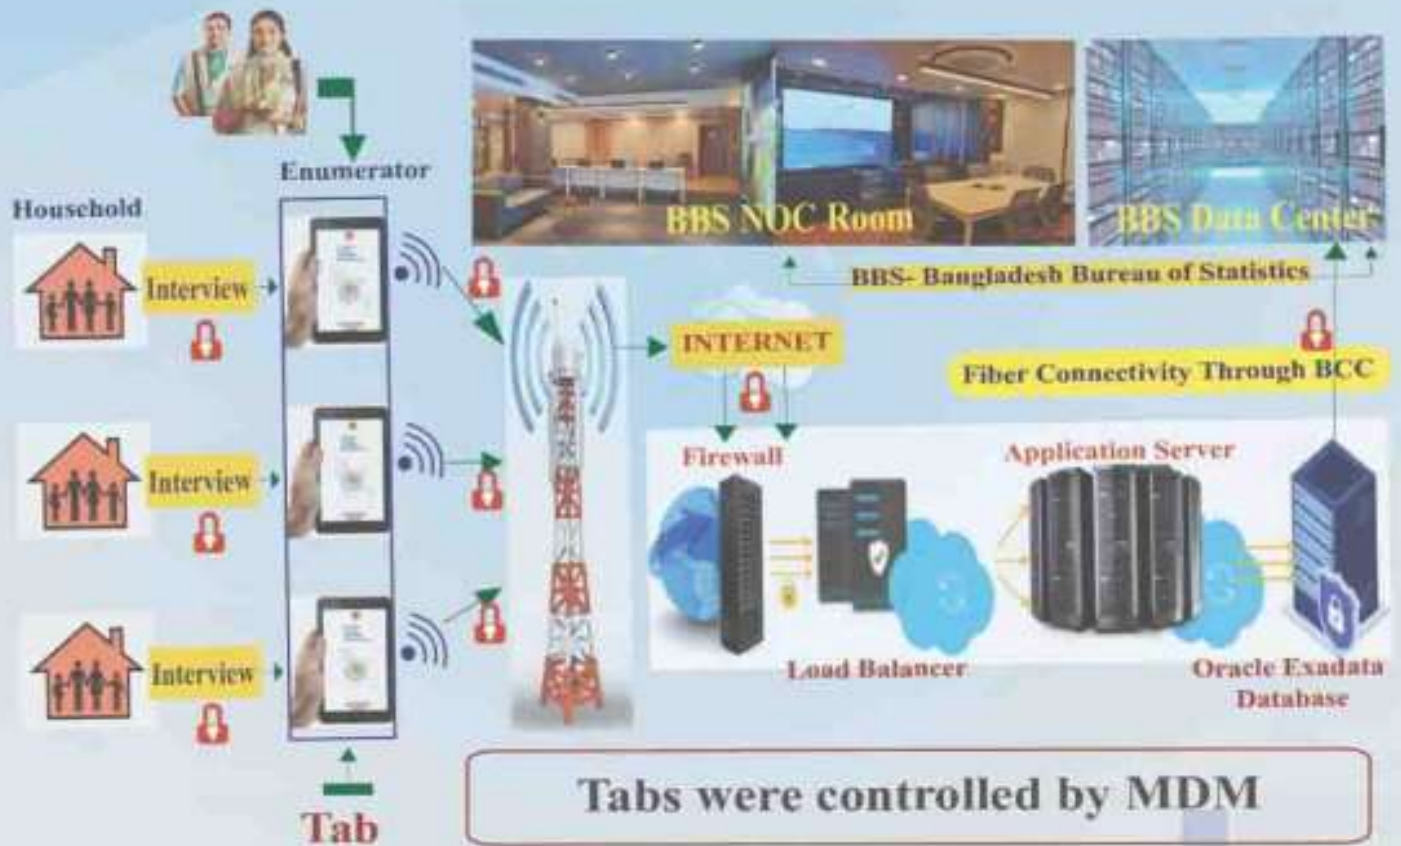 Enumerator
Household
Interview
Interview
Interview
Tab
BBS NOC Room
BBS Data Center
BBS- Bangladesh Bureau of Statistics
INTERNET
Fiber Connectivity Through BCC
Firewall
Application Server
Load Balancer
Oracle Exadata
Database
Tabs were controlled by MDM